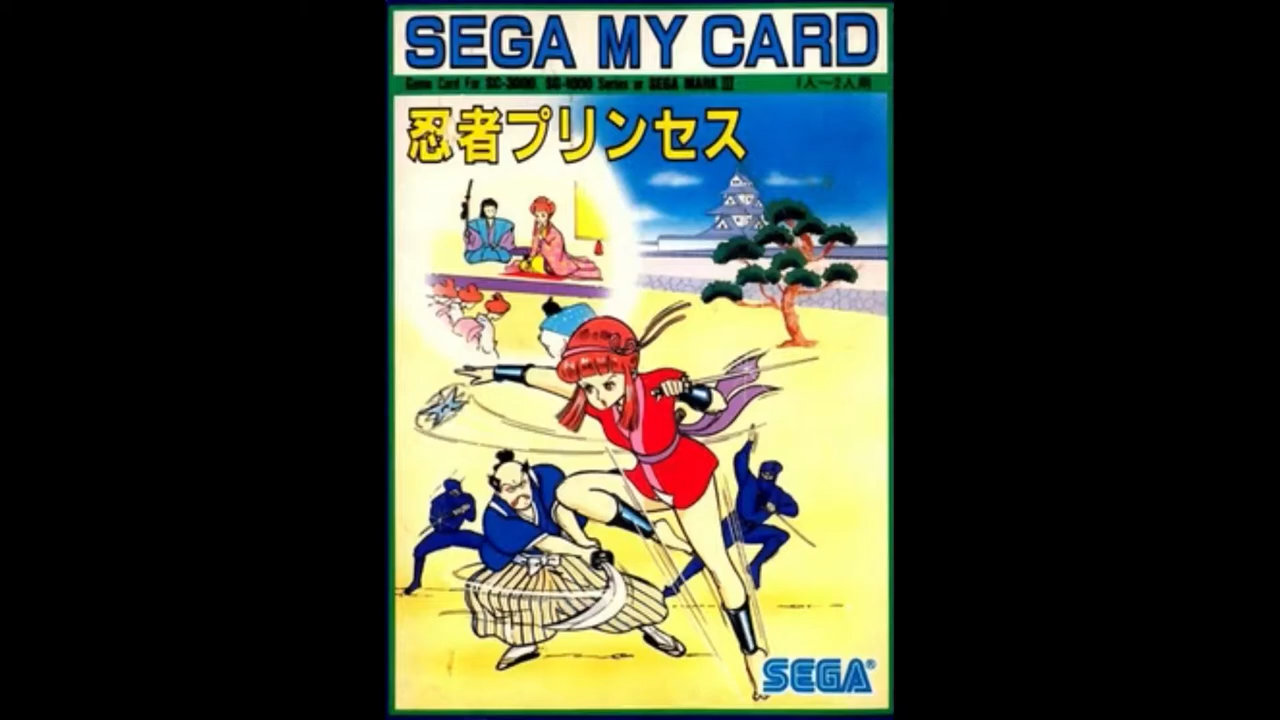 SEGA MY CARD
Game Card For SC-3000, SG-1000 Series or SEGA MARK III
1人~2人用
忍者プリンセス
SEGA®